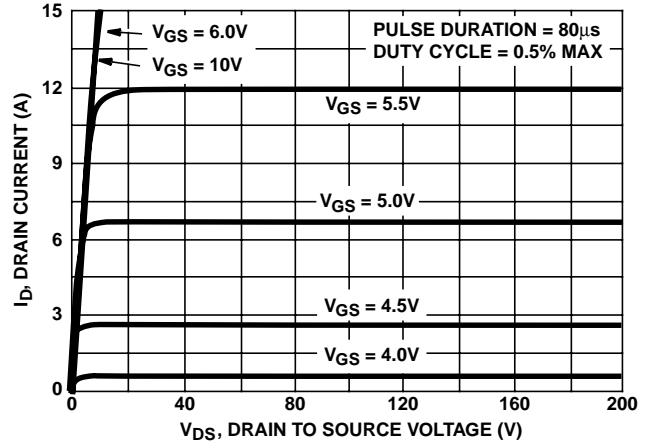 15
12
9
6
3
0
I_D, DRAIN CURRENT (A)
V_GS = 6.0V
V_GS = 10V
PULSE DURATION = 80µs
DUTY CYCLE = 0.5% MAX
V_GS = 5.5V
V_GS = 5.0V
V_GS = 4.5V
V_GS = 4.0V
0 40 80 120 160 200
V_DS, DRAIN TO SOURCE VOLTAGE (V)